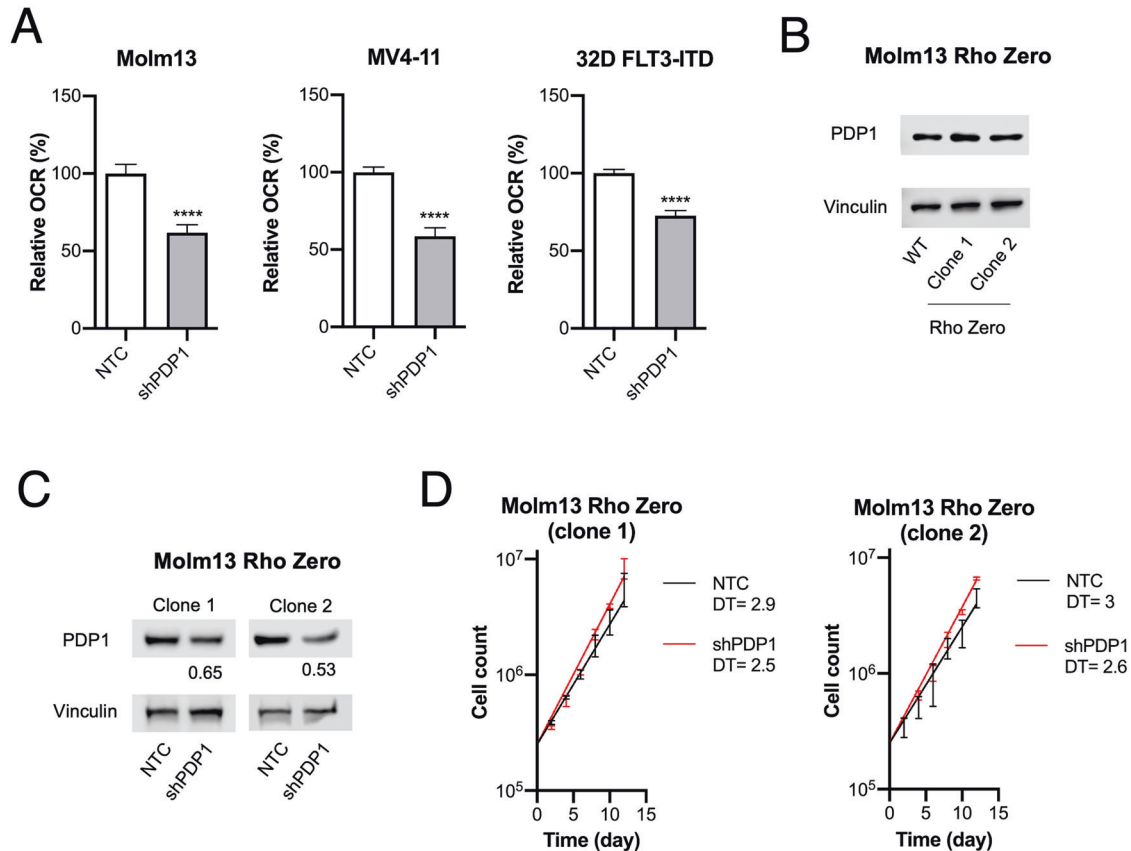 A
Molm13
Relative OCR (%)
150
100
50
0
****
NTC
shPDP1
MV4-11
Relative OCR (%)
150
100
50
0
****
NTC
shPDP1
32D FLT3-ITD
Relative OCR (%)
150
100
50
0
****
NTC
shPDP1
B
Molm13 Rho Zero
PDP1
Vinculin
WT
Clone 1
Clone 2
Rho Zero
C
Molm13 Rho Zero
Clone 1
Clone 2
PDP1
0.65
0.53
Vinculin
NTC
shPDP1
NTC
shPDP1
D
Molm13 Rho Zero
(clone 1)
Cell count
10⁷
10⁶
10⁵
0
5
10
15
Time (day)
NTC
DT= 2.9
shPDP1
DT= 2.5
Molm13 Rho Zero
(clone 2)
Cell count
10⁷
10⁶
10⁵
0
5
10
15
Time (day)
NTC
DT= 3
shPDP1
DT= 2.6